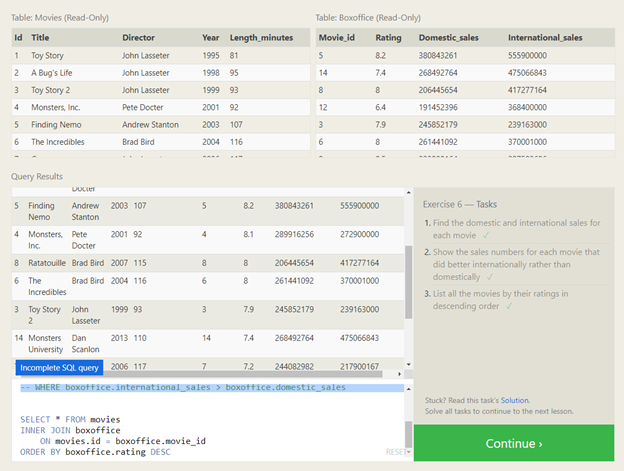 Table: Movies (Read-Only)
Id Title Director Year Length_minutes
1 Toy Story John Lasseter 1995 81
2 A Bug's Life John Lasseter 1998 95
3 Toy Story 2 John Lasseter 1999 93
4 Monsters, Inc. Pete Docter 2001 92
5 Finding Nemo Andrew Stanton 2003 107
6 The Incredibles Brad Bird 2004 116
Table: Boxoffice (Read-Only)
Movie_id Rating Domestic_sales International_sales
5 8.2 380843261 555900000
14 7.4 268492764 475066843
8 8 206445654 417277164
12 6.4 191452396 368400000
3 7.9 245852179 239163000
6 8 261441092 370001000
Query Results
Docter
5 Finding Andrew 2003 107 5 8.2 380843261 555900000
Nemo Stanton
4 Monsters, Pete 2001 92 4 8.1 289916256 272900000
Inc. Docter
8 Ratatouille Brad Bird 2007 115 8 8 206445654 417277164
6 The Brad Bird 2004 116 6 8 261441092 370001000
Incredibles
3 Toy Story John 1999 93 3 7.9 245852179 239163000
2 Lasseter
14 Monsters Dan 2013 110 14 7.4 268492764 475066843
University Scanlon
2006 117 7 7.2 244082982 217900167
Incomplete SQL query
-- WHERE boxoffice.international_sales > boxoffice.domestic_sales
SELECT * FROM movies
INNER JOIN boxoffice
ON movies.id = boxoffice.movie_id
ORDER BY boxoffice.rating DESC
RESET
Exercise 6 — Tasks
1. Find the domestic and international sales for
each movie ✓
2. Show the sales numbers for each movie that
did better internationally rather than
domestically ✓
3. List all the movies by their ratings in
descending order ✓
Stuck? Read this task's Solution.
Solve all tasks to continue to the next lesson.
Continue ›